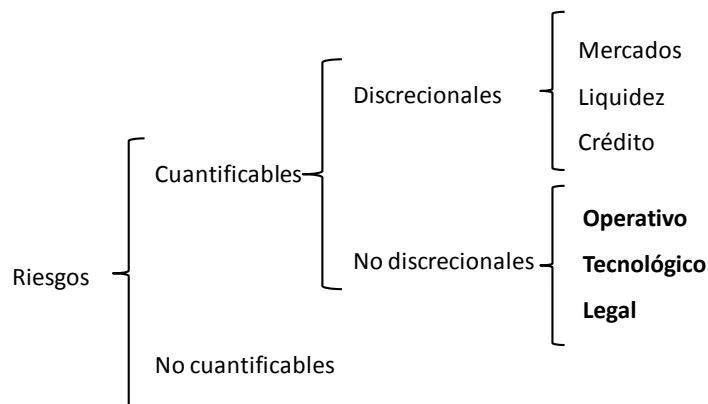 Riesgos
Cuantificables
Discrecionales
Mercados
Liquidez
Crédito
No discrecionales
Operativo
Tecnológico
Legal
No cuantificables